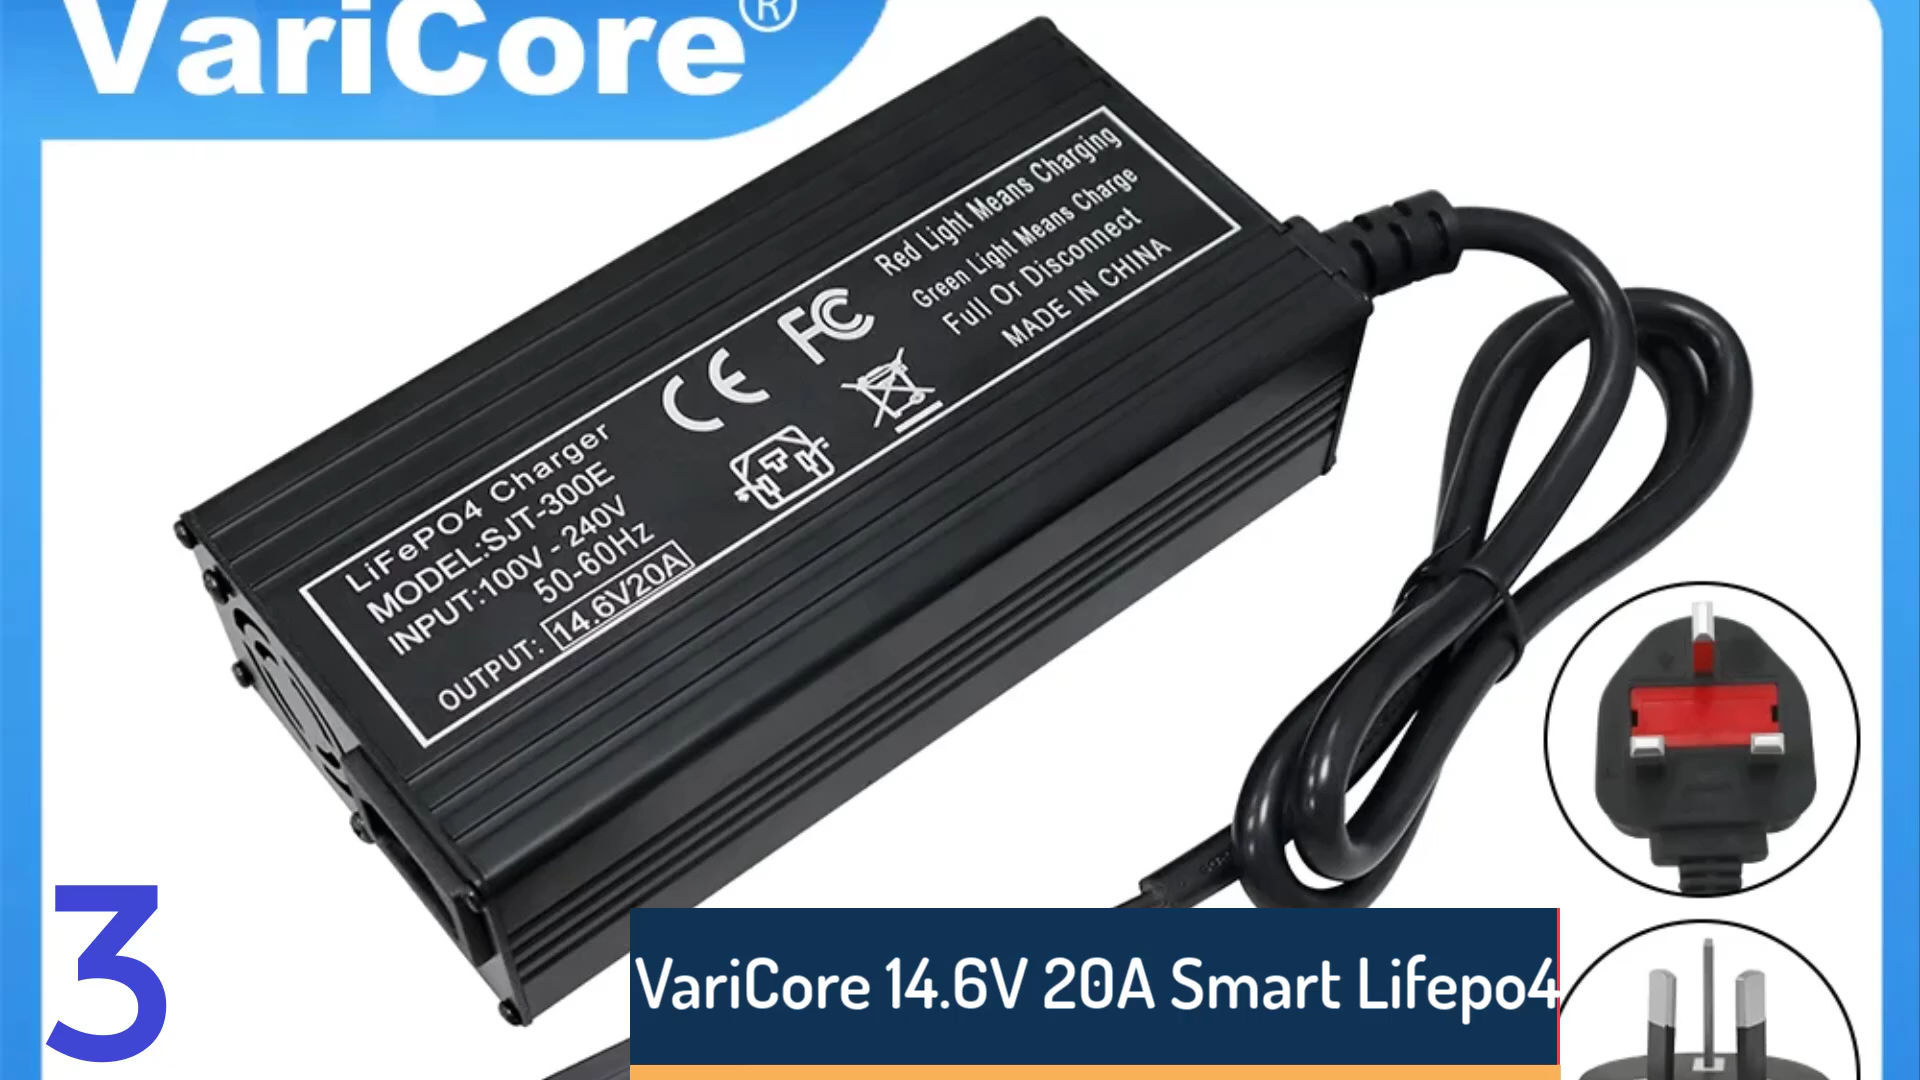 VariCore®
Red Light Means Charging
Green Light Means Charge
Full Or Disconnect
MADE IN CHINA
CE FC
LiFePO4 Charger
MODEL:SJT-300E
INPUT:100V - 240V
50-60Hz
OUTPUT: 14.6V20A
3
VariCore 14.6V 20A Smart Lifepo4